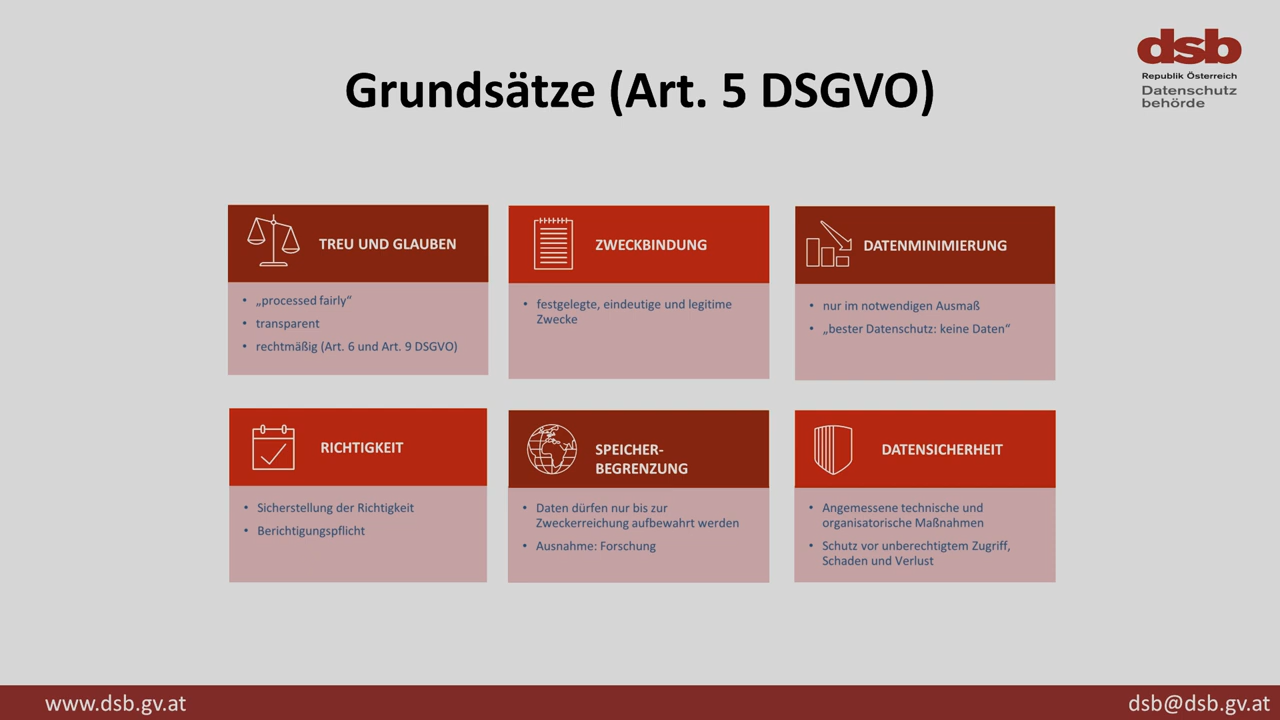 dsb
Republik Österreich
Datenschutz
behörde
Grundsätze (Art. 5 DSGVO)
TREU UND GLAUBEN
• „processed fairly“
• transparent
• rechtmäßig (Art. 6 und Art. 9 DSGVO)
ZWECKBINDUNG
• festgelegte, eindeutige und legitime
Zwecke
DATENMINIMIERUNG
• nur im notwendigen Ausmaß
• „bester Datenschutz: keine Daten“
RICHTIGKEIT
• Sicherstellung der Richtigkeit
• Berichtigungspflicht
SPEICHER-
BEGRENZUNG
• Daten dürfen nur bis zur
Zweckerreichung aufbewahrt werden
• Ausnahme: Forschung
DATENSICHERHEIT
• Angemessene technische und
organisatorische Maßnahmen
• Schutz vor unberechtigtem Zugriff,
Schaden und Verlust
www.dsb.gv.at
dsb@dsb.gv.at